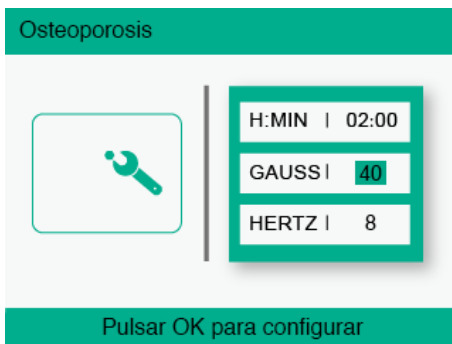 Osteoporosis
H:MIN | 02:00
GAUSS | 40
HERTZ | 8
Pulsar OK para configurar